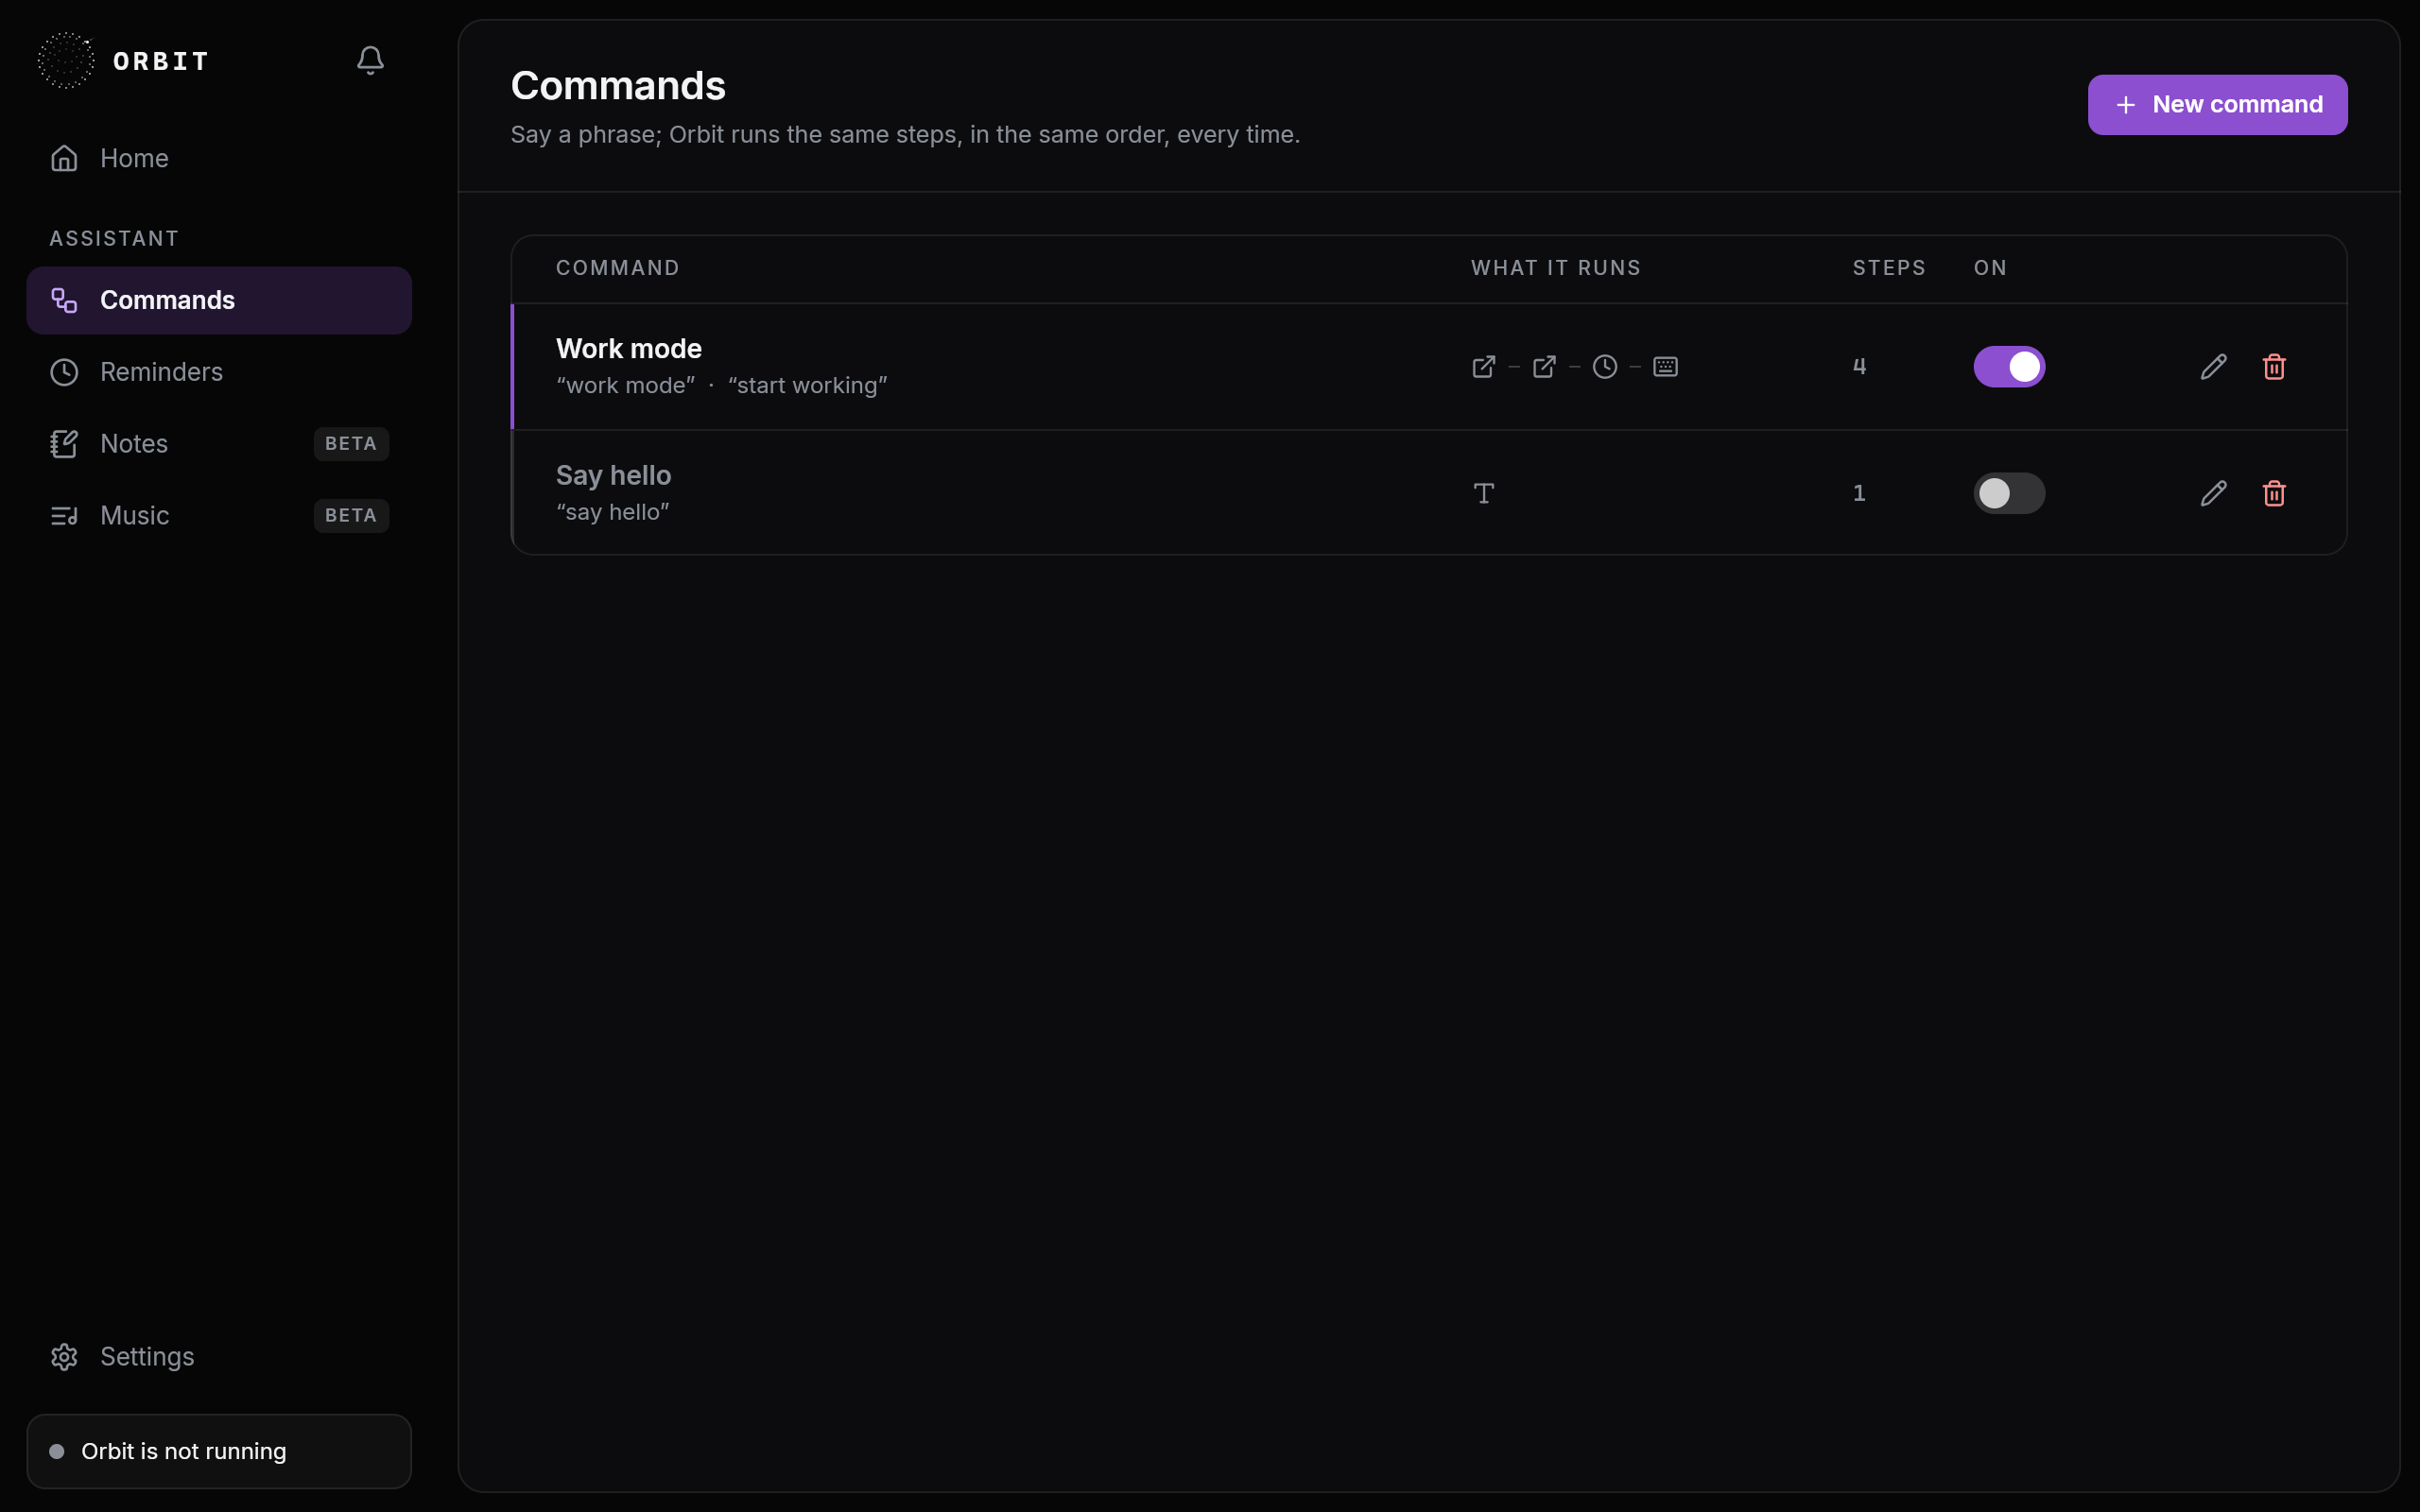 ORBIT
Home
ASSISTANT
Commands
Reminders
Notes BETA
Music BETA
Settings
Orbit is not running
Commands
Say a phrase; Orbit runs the same steps, in the same order, every time.
New command
COMMAND WHAT IT RUNS STEPS ON
Work mode
“work mode” · “start working”
4
Say hello
“say hello”
1